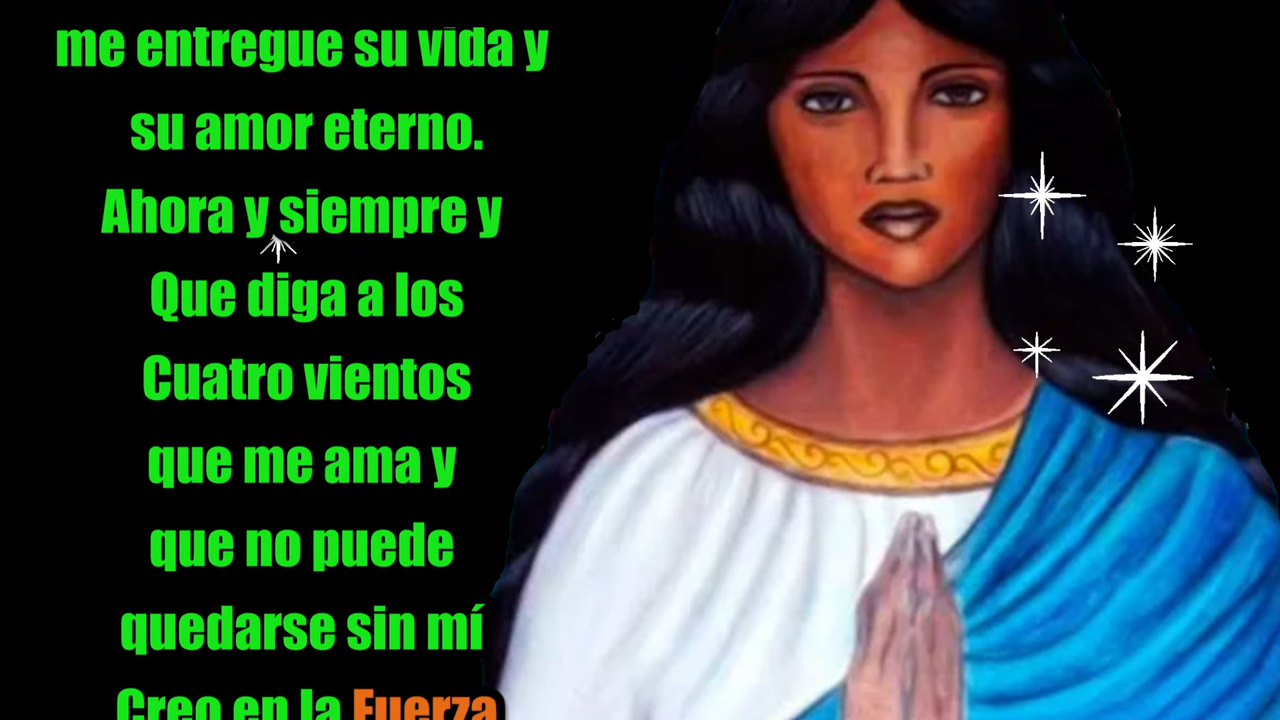 me entregue su vida y
su amor eterno.
Ahora y siempre y
Que diga a los
Cuatro vientos
que me ama y
que no puede
quedarse sin mí
Creo en la Fuerza